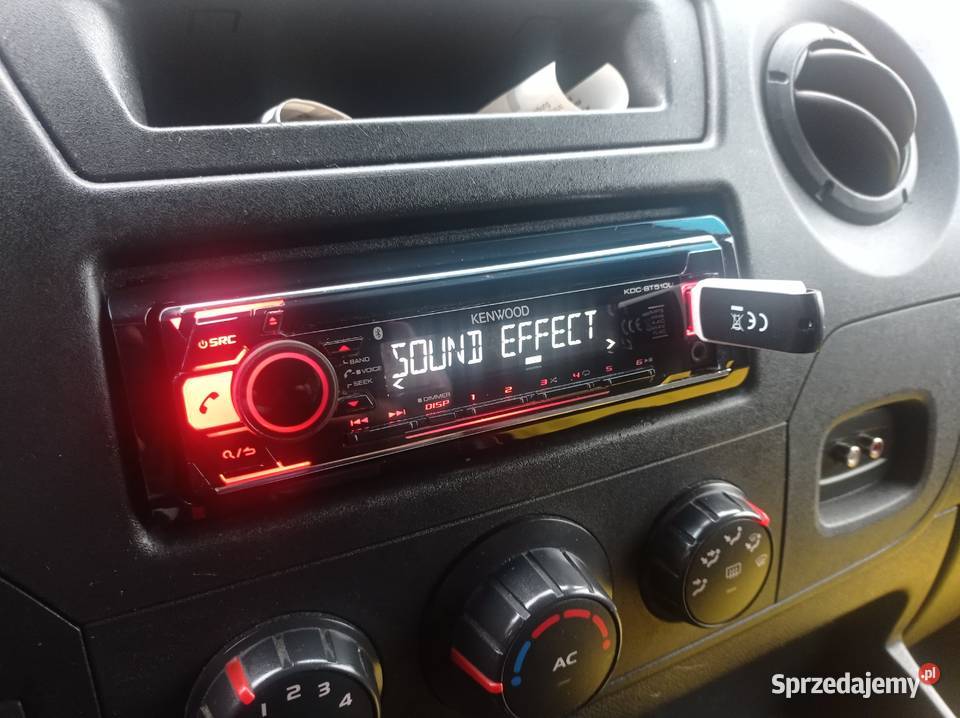 KENWOOD
KDC-BT510U
SRC
BAND
VOICE
SEEK
SOUND EFFECT
DIMMER
DISP
1 2 3 4 5 6
CE
AC
1 2 3 4
Sprzedajemy.pl